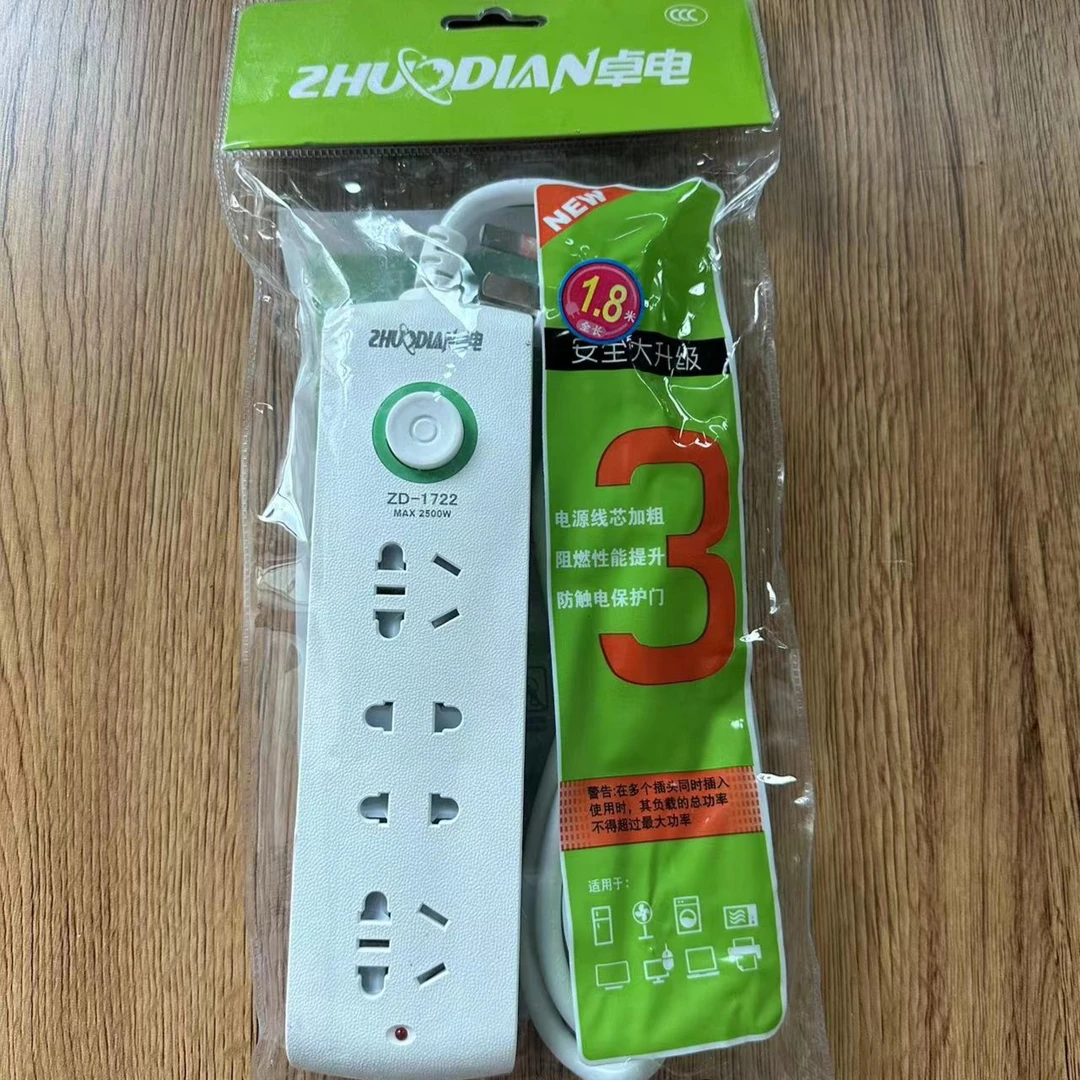 CCC
ZHUODIAN卓电
NEW
1.8米
全长
安全大升级
ZHUODIAN卓电
ZD-1722
MAX 2500W
3
电源线芯加粗
阻燃性能提升
防触电保护门
警告:在多个插头同时插入
使用时，其负载的总功率
不得超过最大功率
适用于: